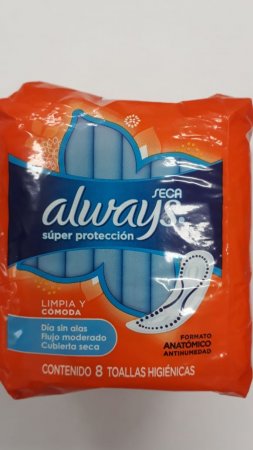 SECA
always
súper protección
LIMPIA Y
CÓMODA
Día sin alas
Flujo moderado
Cubierta seca
FORMATO
ANATÓMICO
ANTIHUMEDAD
CONTENIDO 8 TOALLAS HIGIÉNICAS